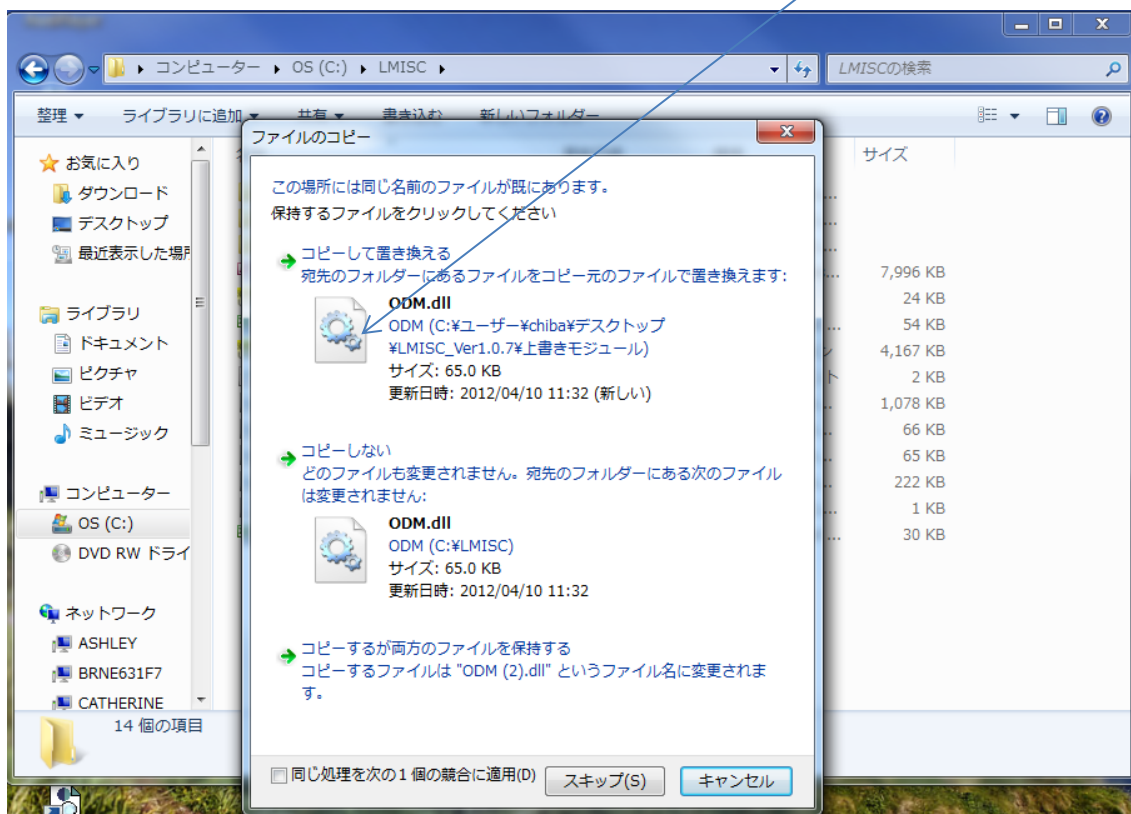 コンピューター ▸ OS (C:) ▸ LMISC ▸
LMISCの検索
整理 ▼ ライブラリに追加 ▼ 共有 ▼ 書き込む 新しいフォルダー
ファイルのコピー
サイズ
お気に入り
ダウンロード
デスクトップ
最近表示した場所
ライブラリ
ドキュメント
ピクチャ
ビデオ
ミュージック
コンピューター
OS (C:)
DVD RW ドライ
ネットワーク
ASHLEY
BRNE631F7
CATHERINE
14 個の項目
この場所には同じ名前のファイルが既にあります。
保持するファイルをクリックしてください
コピーして置き換える
宛先のフォルダーにあるファイルをコピー元のファイルで置き換えます:
ODM.dll
ODM (C:¥ユーザー¥chiba¥デスクトップ
¥LMISC_Ver1.0.7¥上書きモジュール)
サイズ: 65.0 KB
更新日時: 2012/04/10 11:32 (新しい)
コピーしない
どのファイルも変更されません。宛先のフォルダーにある次のファイル
は変更されません:
ODM.dll
ODM (C:¥LMISC)
サイズ: 65.0 KB
更新日時: 2012/04/10 11:32
コピーするが両方のファイルを保持する
コピーするファイルは "ODM (2).dll" というファイル名に変更されま
す。
同じ処理を次の 1 個の競合に適用(D)
スキップ(S)
キャンセル
7,996 KB
24 KB
54 KB
4,167 KB
2 KB
1,078 KB
66 KB
65 KB
222 KB
1 KB
30 KB